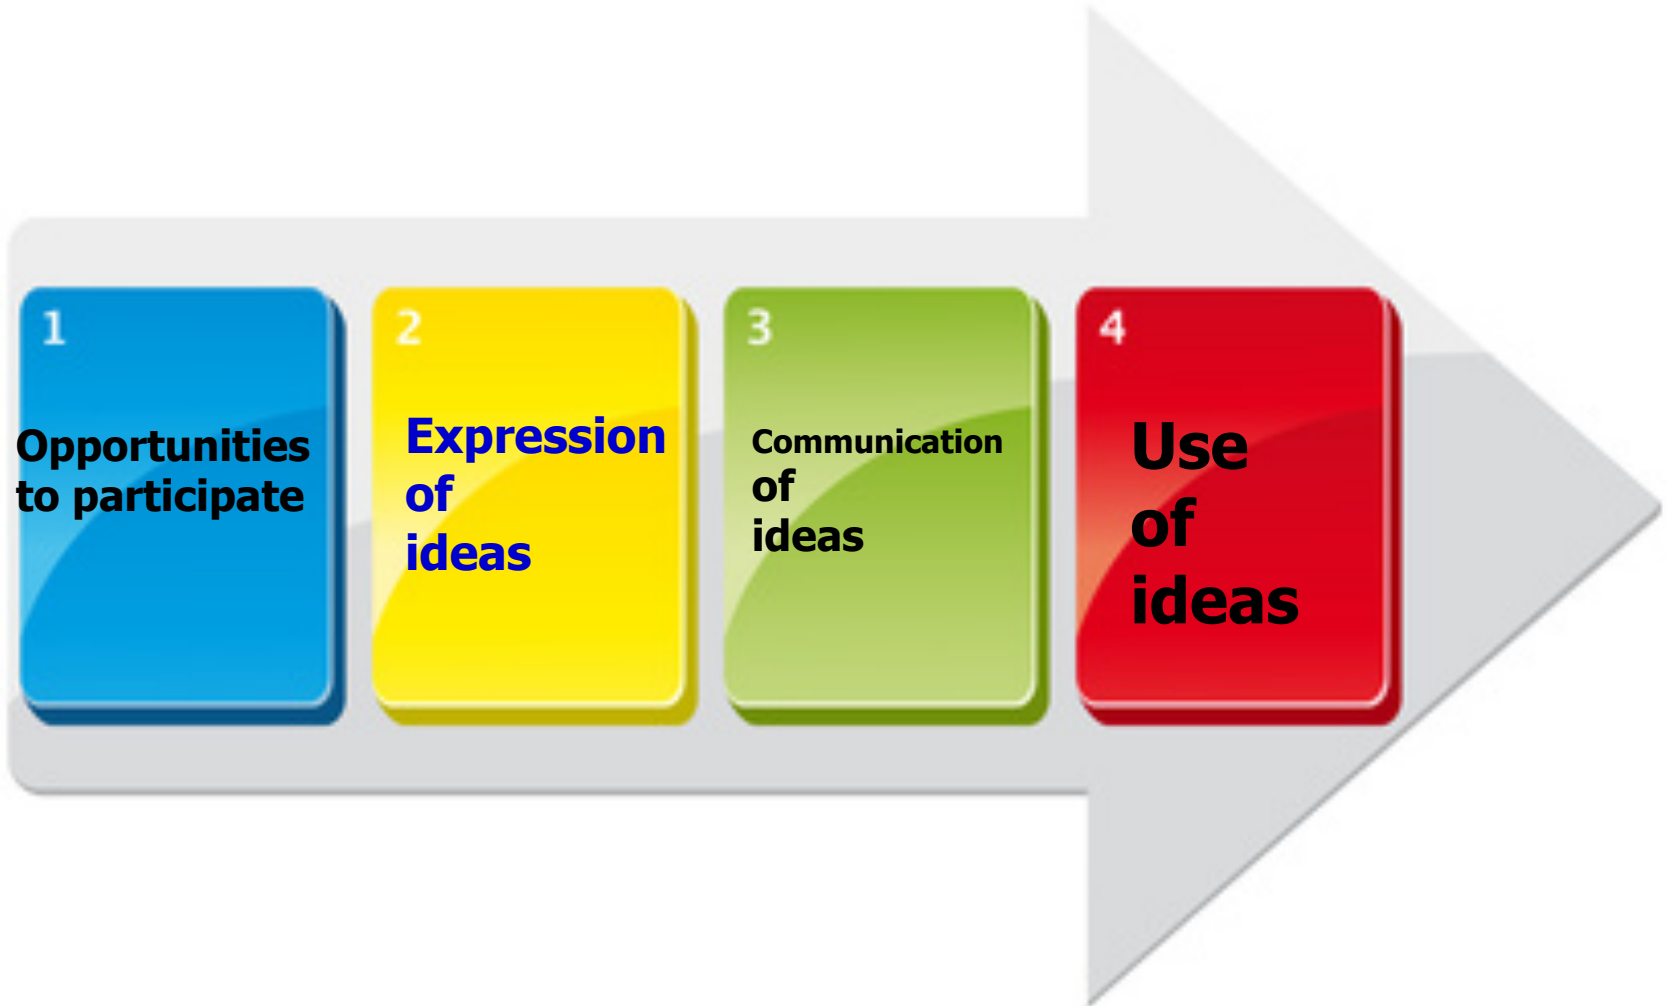 1
Opportunities
to participate
2
Expression
of
ideas
3
Communication
of
ideas
4
Use
of
ideas